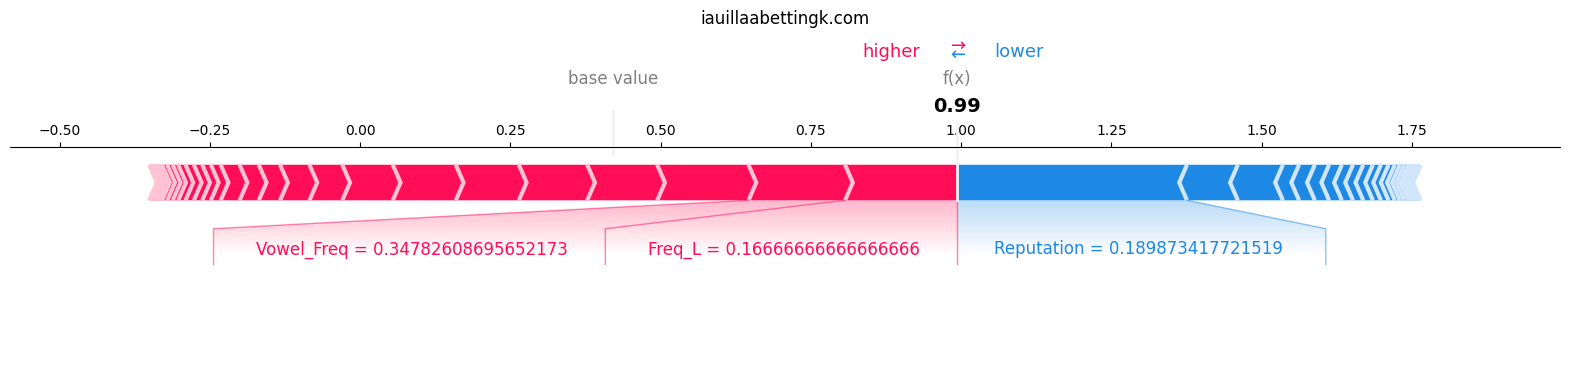 iauillaabettingk.com
higher → ← lower
base value f(x)
0.99
−0.50 −0.25 0.00 0.25 0.50 0.75 1.00 1.25 1.50 1.75
Vowel_Freq = 0.34782608695652173 Freq_L = 0.16666666666666666 Reputation = 0.189873417721519